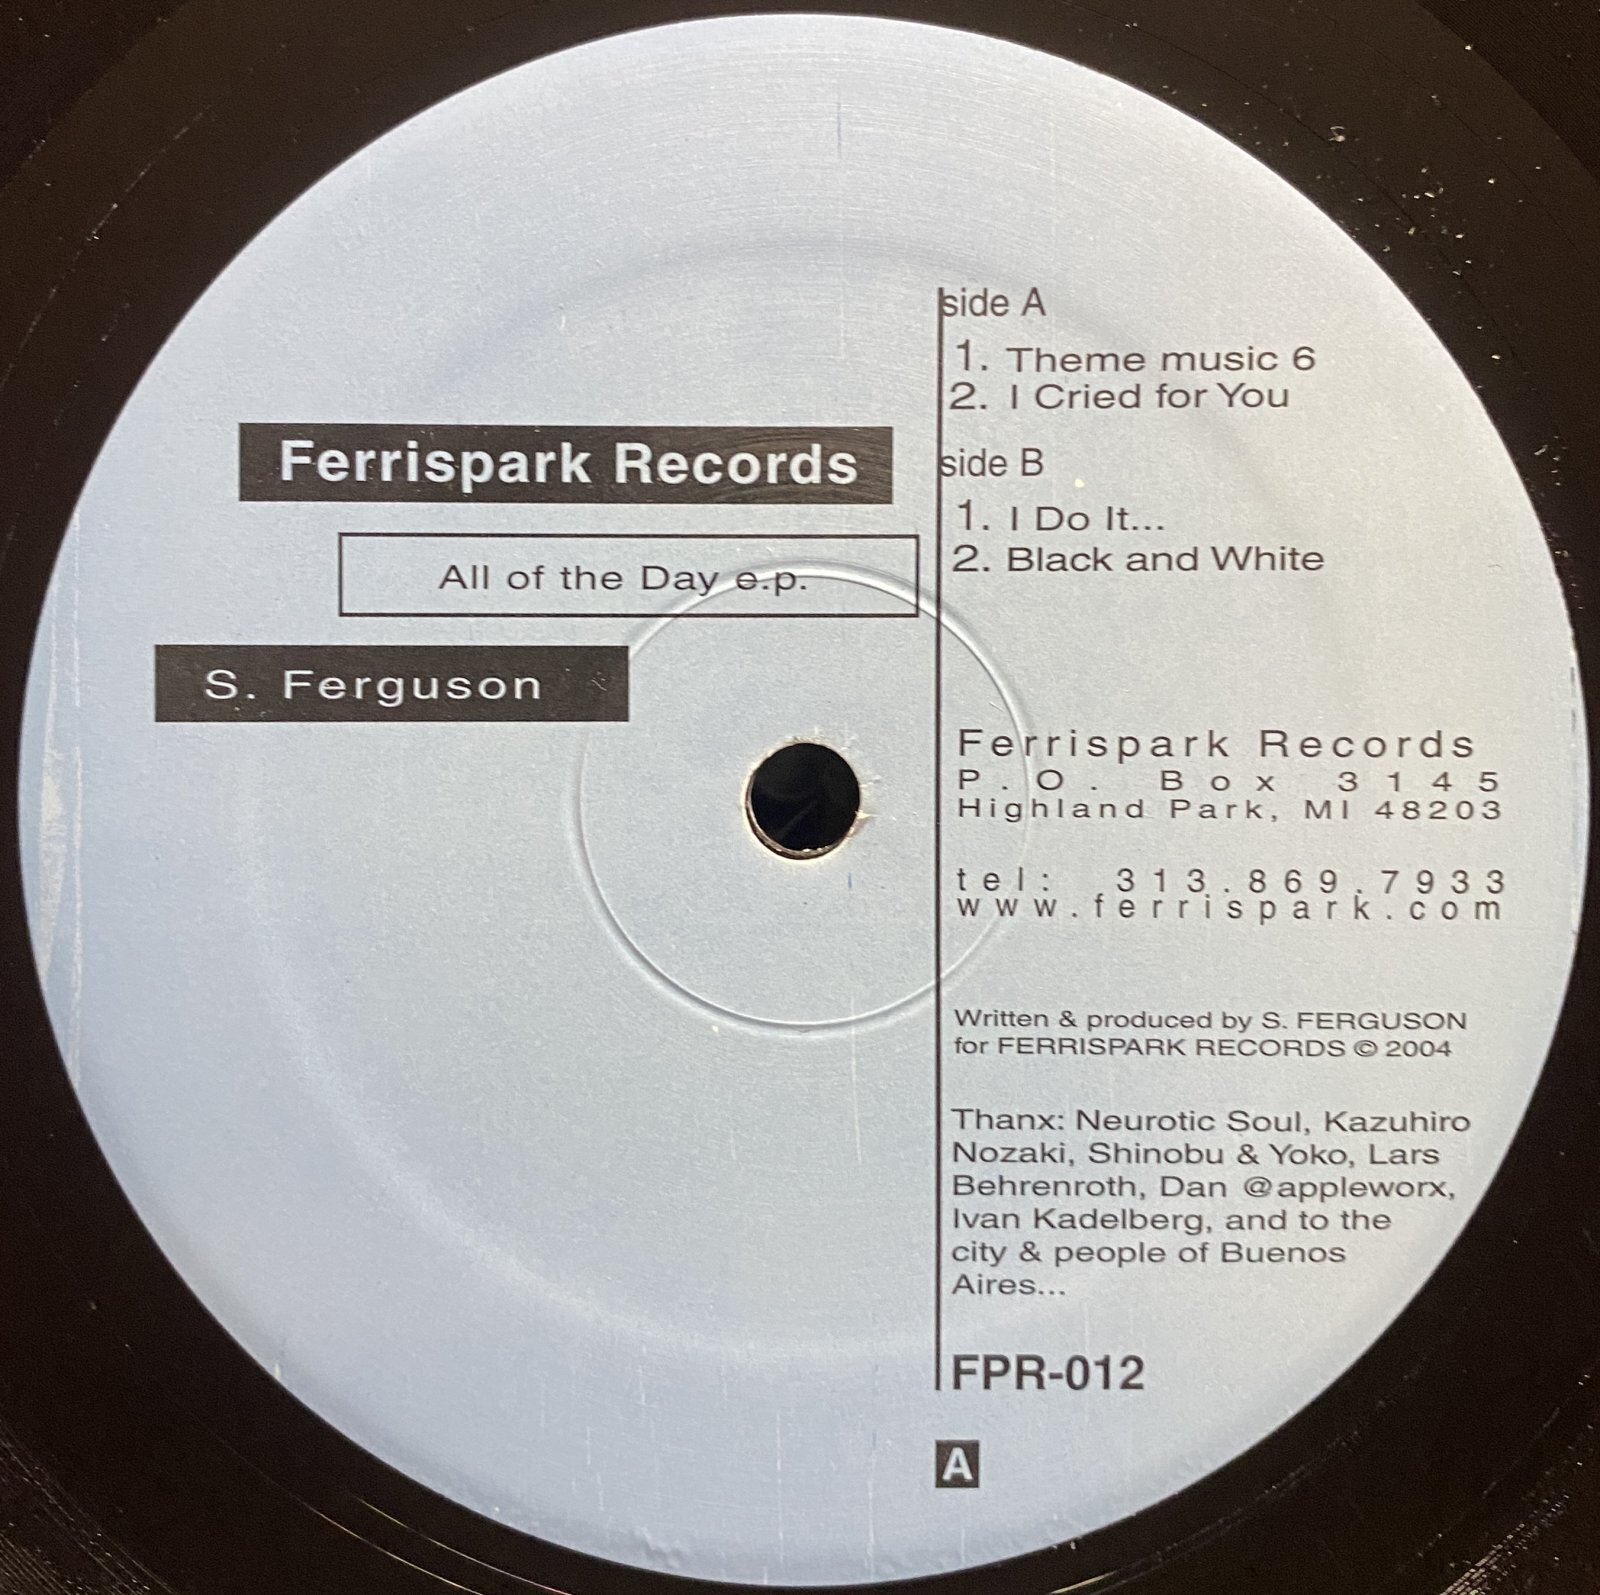 Ferrispark Records
All of the Day e.p.
S. Ferguson
side A
1. Theme music 6
2. I Cried for You
side B
1. I Do It...
2. Black and White
Ferrispark Records
P.O. Box 3145
Highland Park, MI 48203
tel: 313.869.7933
www.ferrispark.com
Written & produced by S. FERGUSON
for FERRISPARK RECORDS © 2004
Thanx: Neurotic Soul, Kazuhiro
Nozaki, Shinobu & Yoko, Lars
Behrenroth, Dan @appleworx,
Ivan Kadelberg, and to the
city & people of Buenos
Aires...
FPR-012
A